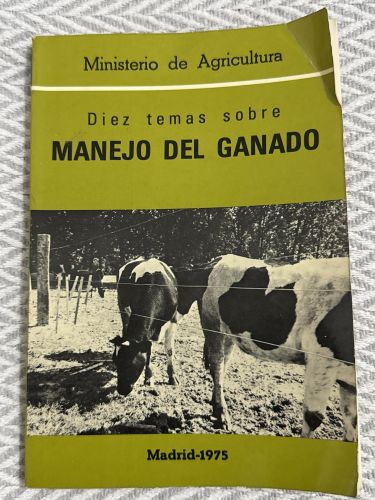 Ministerio de Agricultura
Diez temas sobre
MANEJO DEL GANADO
Madrid-1975